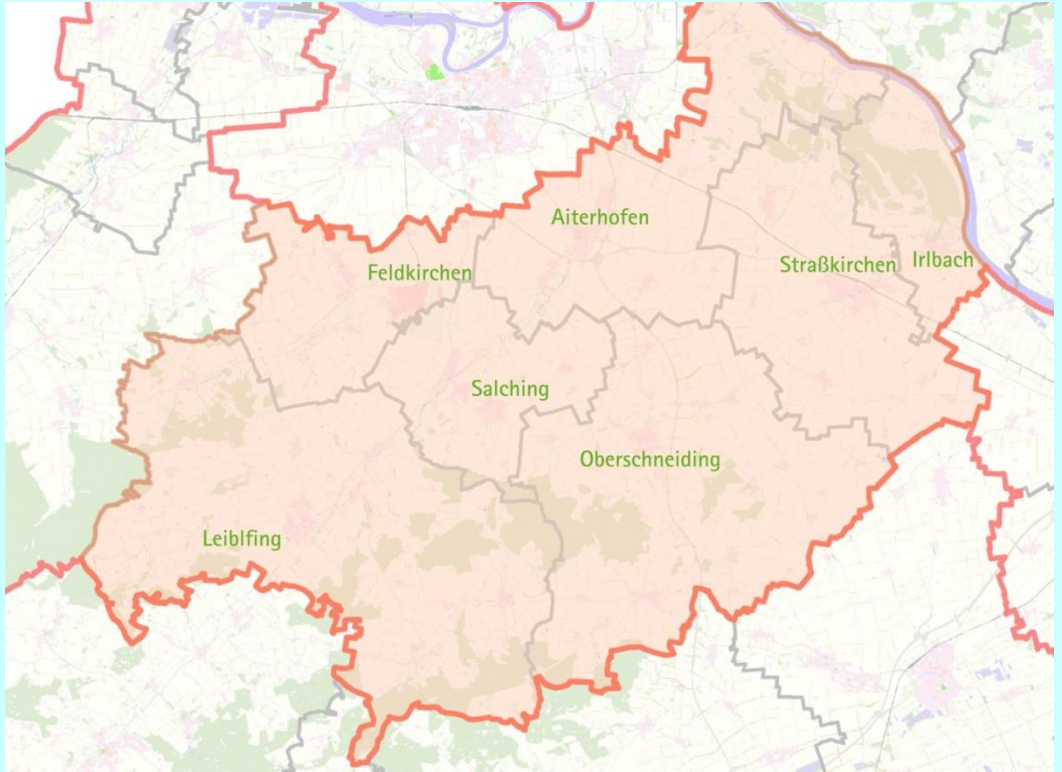 Aiterhofen
Straßkirchen
Irlbach
Feldkirchen
Salching
Oberschneiding
Leiblfing